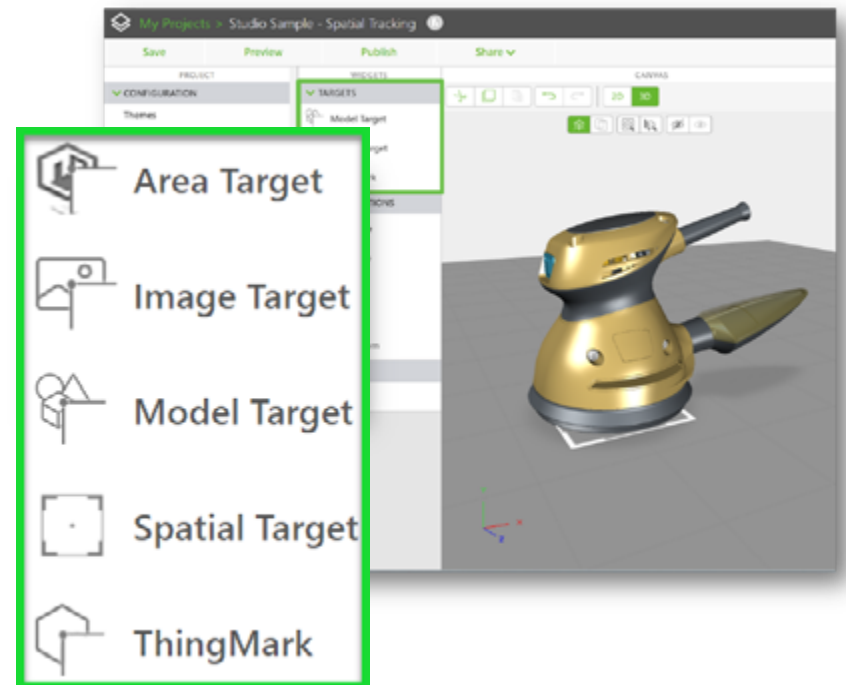 My Projects > Studio Sample - Spatial Tracking
Save Preview Publish Share
PROJECT WIDGETS CANVAS
CONFIGURATION
TARGETS
2D 3D
Themes
Model Target
Area Target
Image Target
Model Target
Spatial Target
ThingMark